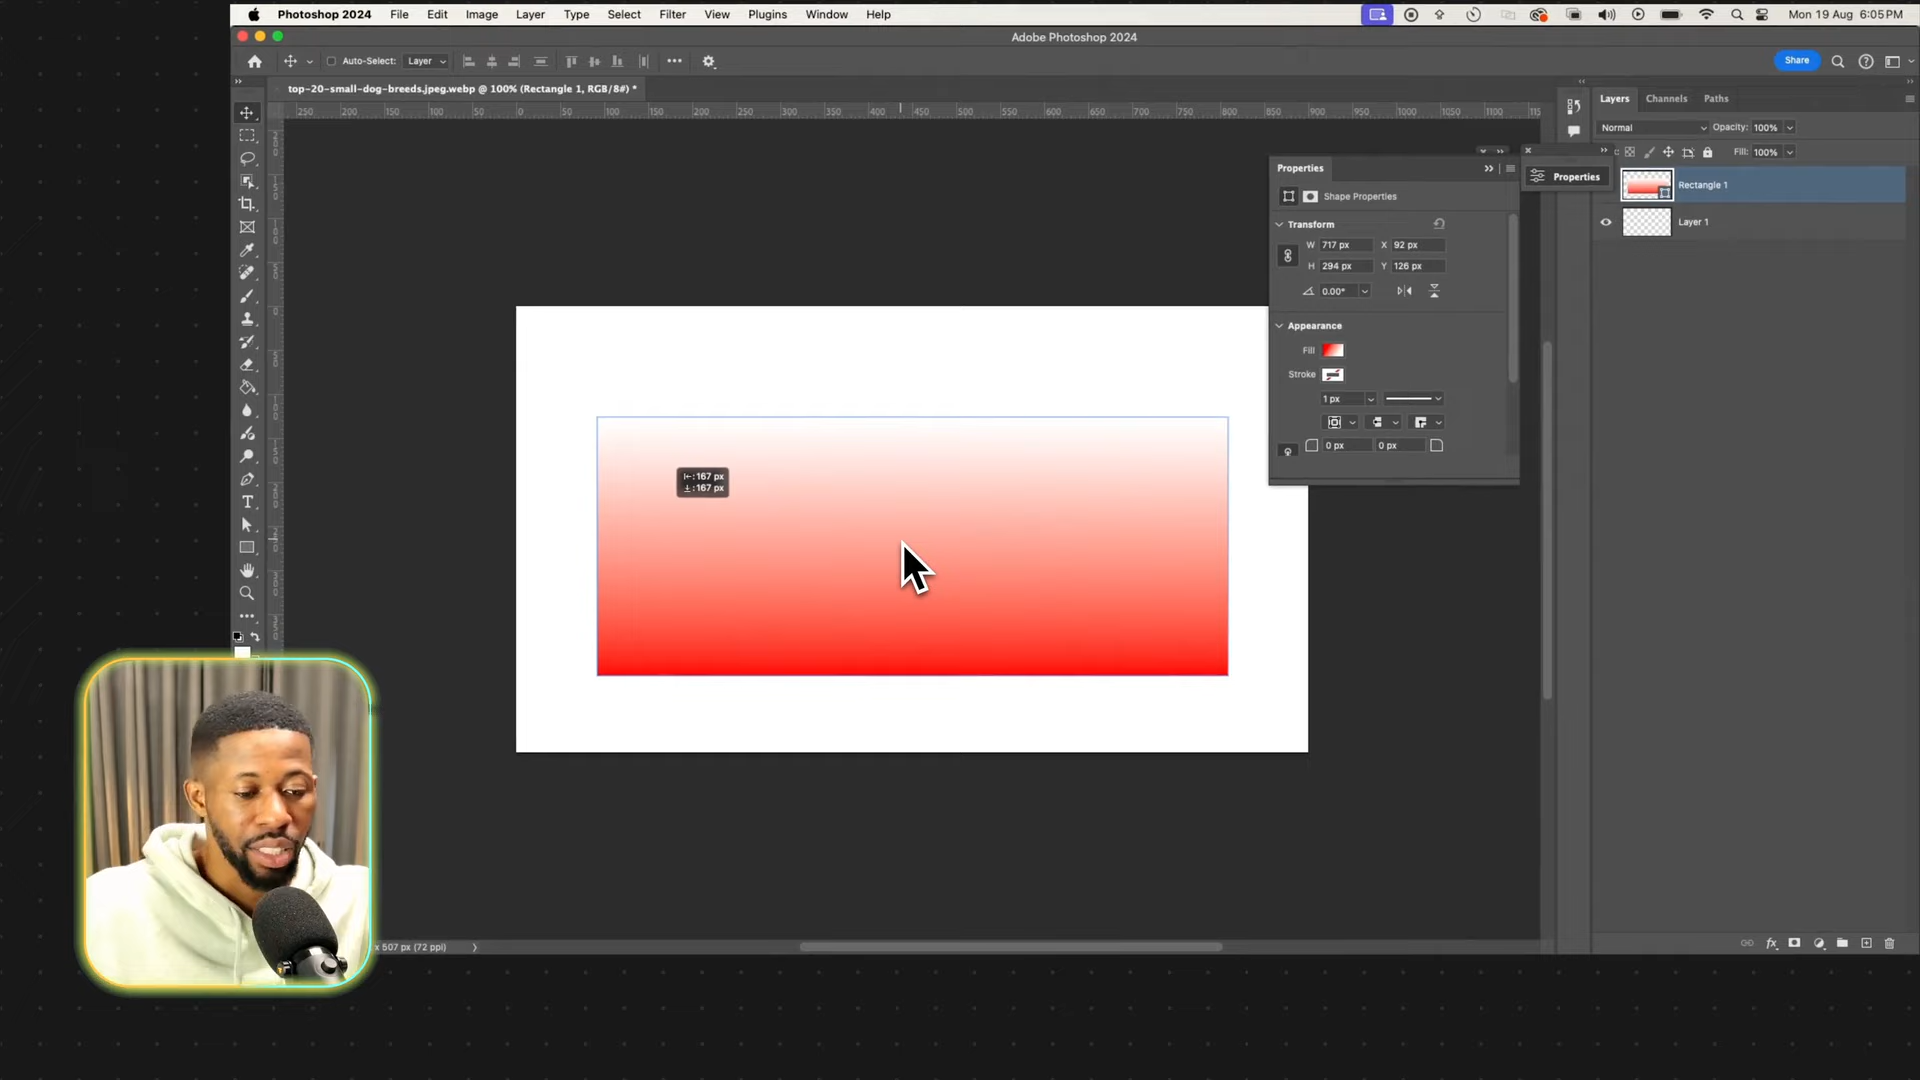 Photoshop 2024 File Edit Image Layer Type Select Filter View Plugins Window Help Mon 19 Aug 6:05 PM
Adobe Photoshop 2024
Auto-Select: Layer Share
top-20-small-dog-breeds.jpeg.webp @ 100% (Rectangle 1, RGB/8#) *
250 200 150 100 50 0 50 100 150 200 250 300 350 400 450 500 550 600 650 700 750 800 850 900 950 1000 1050 1100 115
Layers Channels Paths
Normal Opacity: 100%
Fill: 100%
Properties
Properties
Rectangle 1
Layer 1
Shape Properties
Transform
W 717 px X 92 px
H 294 px Y 126 px
0.00°
Appearance
Fill
Stroke
1 px
0 px 0 px
167 px
167 px
x 507 px (72 ppi)